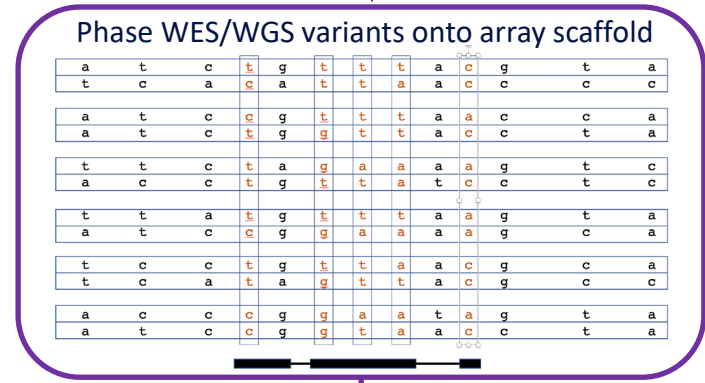 Phase WES/WGS variants onto array scaffold
a t c t g t t t a c g t a
t c a c a t t a a c c c c
a t c c g t t t a a c c a
a t c t g g t t a c c t a
t t c t a g a a a a g t c
a c c t g t t a t c c t c
t t a t g t t t a a g t a
a t c c g g a a a a g c a
t c c t g t t a a c g c a
t c a t a g t t a c g c c
a c c c g g a a t a g t a
a t c c g g t a a c c t a